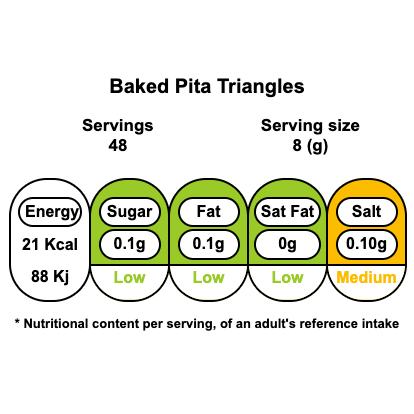 Baked Pita Triangles
Servings
48
Serving size
8 (g)
Energy
21 Kcal
88 Kj
Sugar
0.1g
Low
Fat
0.1g
Low
Sat Fat
0g
Low
Salt
0.10g
Medium
* Nutritional content per serving, of an adult's reference intake